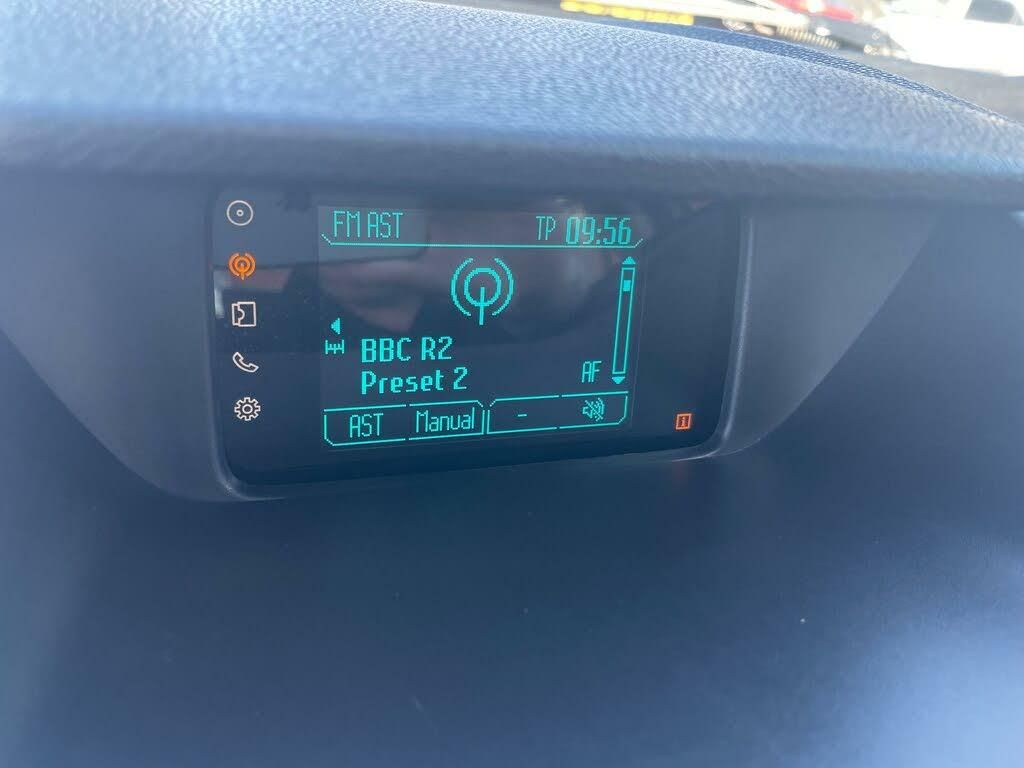 FM AST TP 09:56
BBC R2
Preset 2 AF
AST Manual -
i